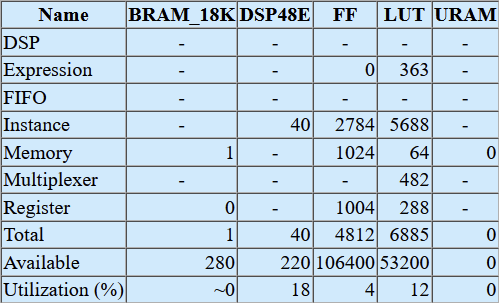 Name BRAM_18K DSP48E FF LUT URAM
DSP - - - - -
Expression - - 0 363 -
FIFO - - - - -
Instance - 40 2784 5688 -
Memory 1 - 1024 64 0
Multiplexer - - - 482 -
Register 0 - 1004 288 -
Total 1 40 4812 6885 0
Available 280 220 106400 53200 0
Utilization (%) ~0 18 4 12 0